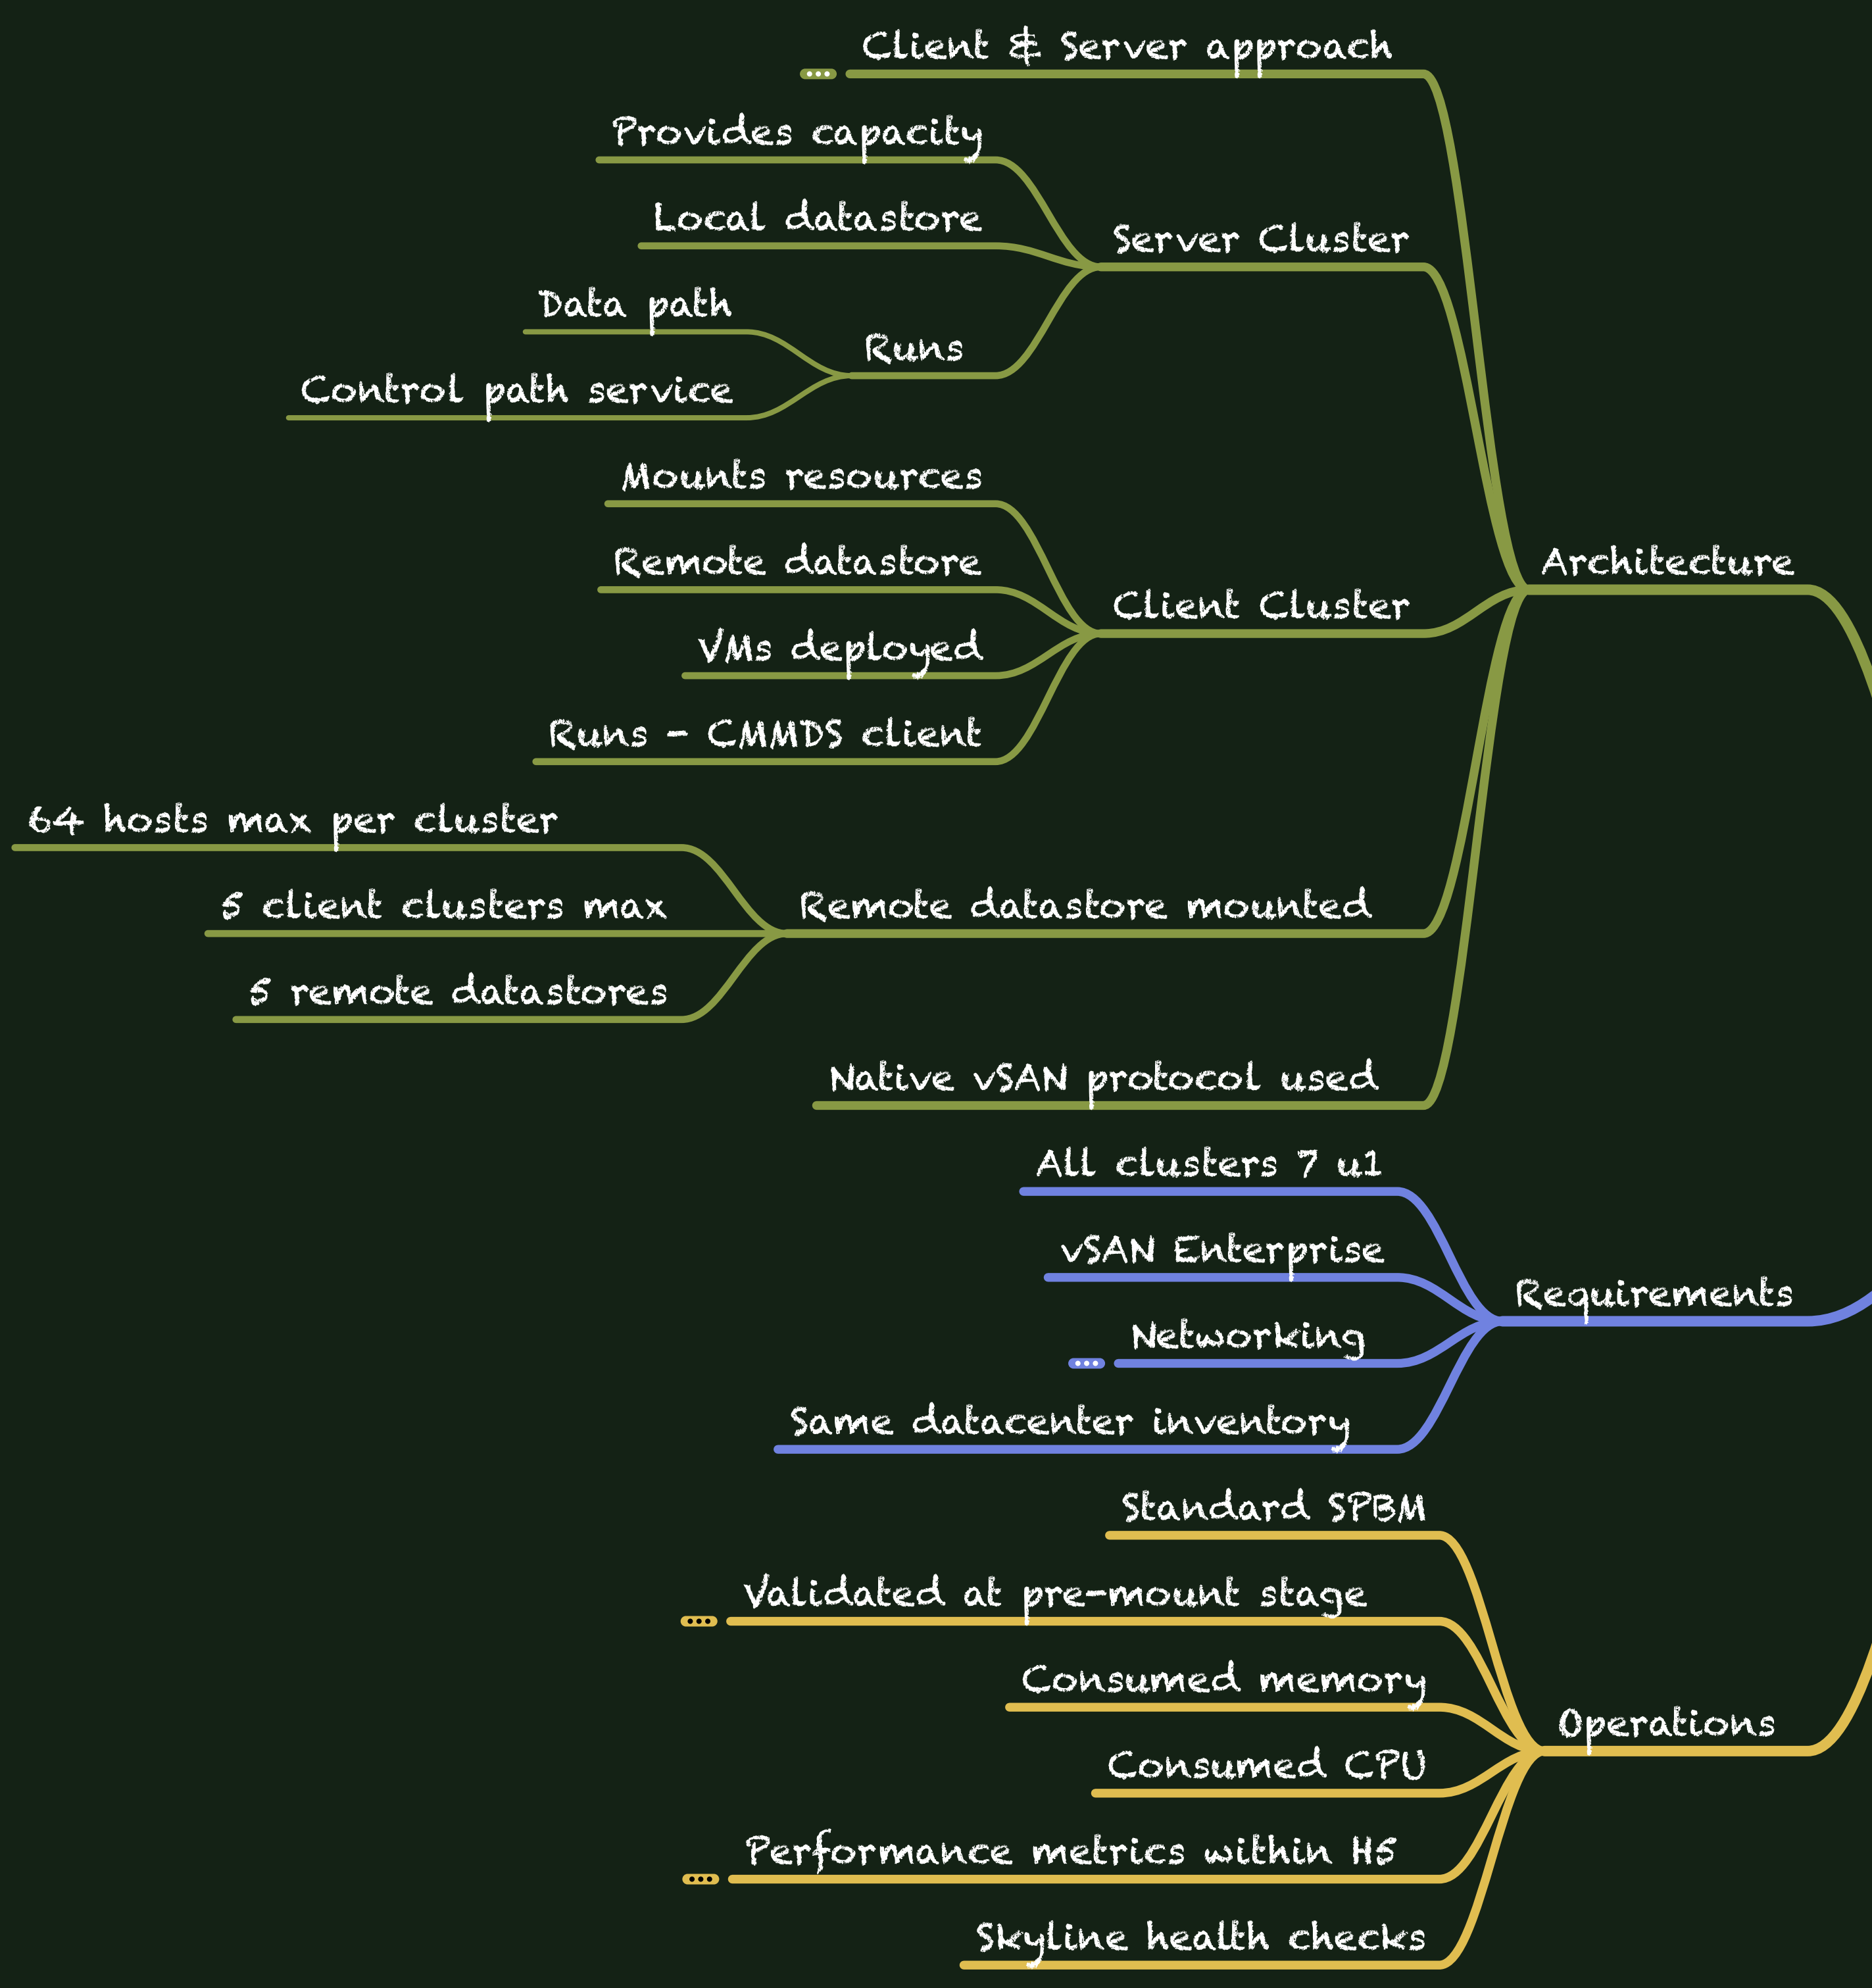 Client & Server approach
Provides capacity
Local datastore
Server Cluster
Data path
Runs
Control path service
Mounts resources
Remote datastore
Architecture
Client Cluster
VMs deployed
Runs - CMMDS client
64 hosts max per cluster
5 client clusters max
Remote datastore mounted
5 remote datastores
Native vSAN protocol used
All clusters 7 u1
vSAN Enterprise
Requirements
Networking
Same datacenter inventory
Standard SPBM
Validated at pre-mount stage
Consumed memory
Operations
Consumed CPU
Performance metrics within H5
Skyline health checks